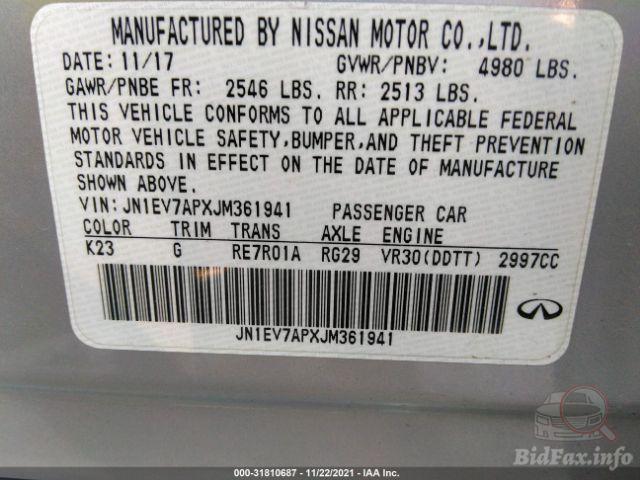 MANUFACTURED BY NISSAN MOTOR CO.,LTD.
DATE: 11/17 GVWR/PNBV: 4980 LBS.
GAWR/PNBE FR: 2546 LBS. RR: 2513 LBS.
THIS VEHICLE CONFORMS TO ALL APPLICABLE FEDERAL
MOTOR VEHICLE SAFETY,BUMPER,AND THEFT PREVENTION
STANDARDS IN EFFECT ON THE DATE OF MANUFACTURE
SHOWN ABOVE.
VIN: JN1EV7APXJM361941 PASSENGER CAR
COLOR TRIM TRANS AXLE ENGINE
K23 G RE7R01A RG29 VR30(DDTT) 2997CC
JN1EV7APXJM361941
INFINITI
BidFax.info
000-31810687 - 11/22/2021 - IAA Inc.